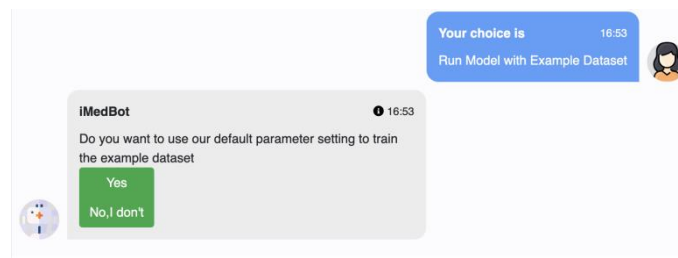 Your choice is 16:53
Run Model with Example Dataset
iMedBot 16:53
Do you want to use our default parameter setting to train
the example dataset
Yes
No,I don't